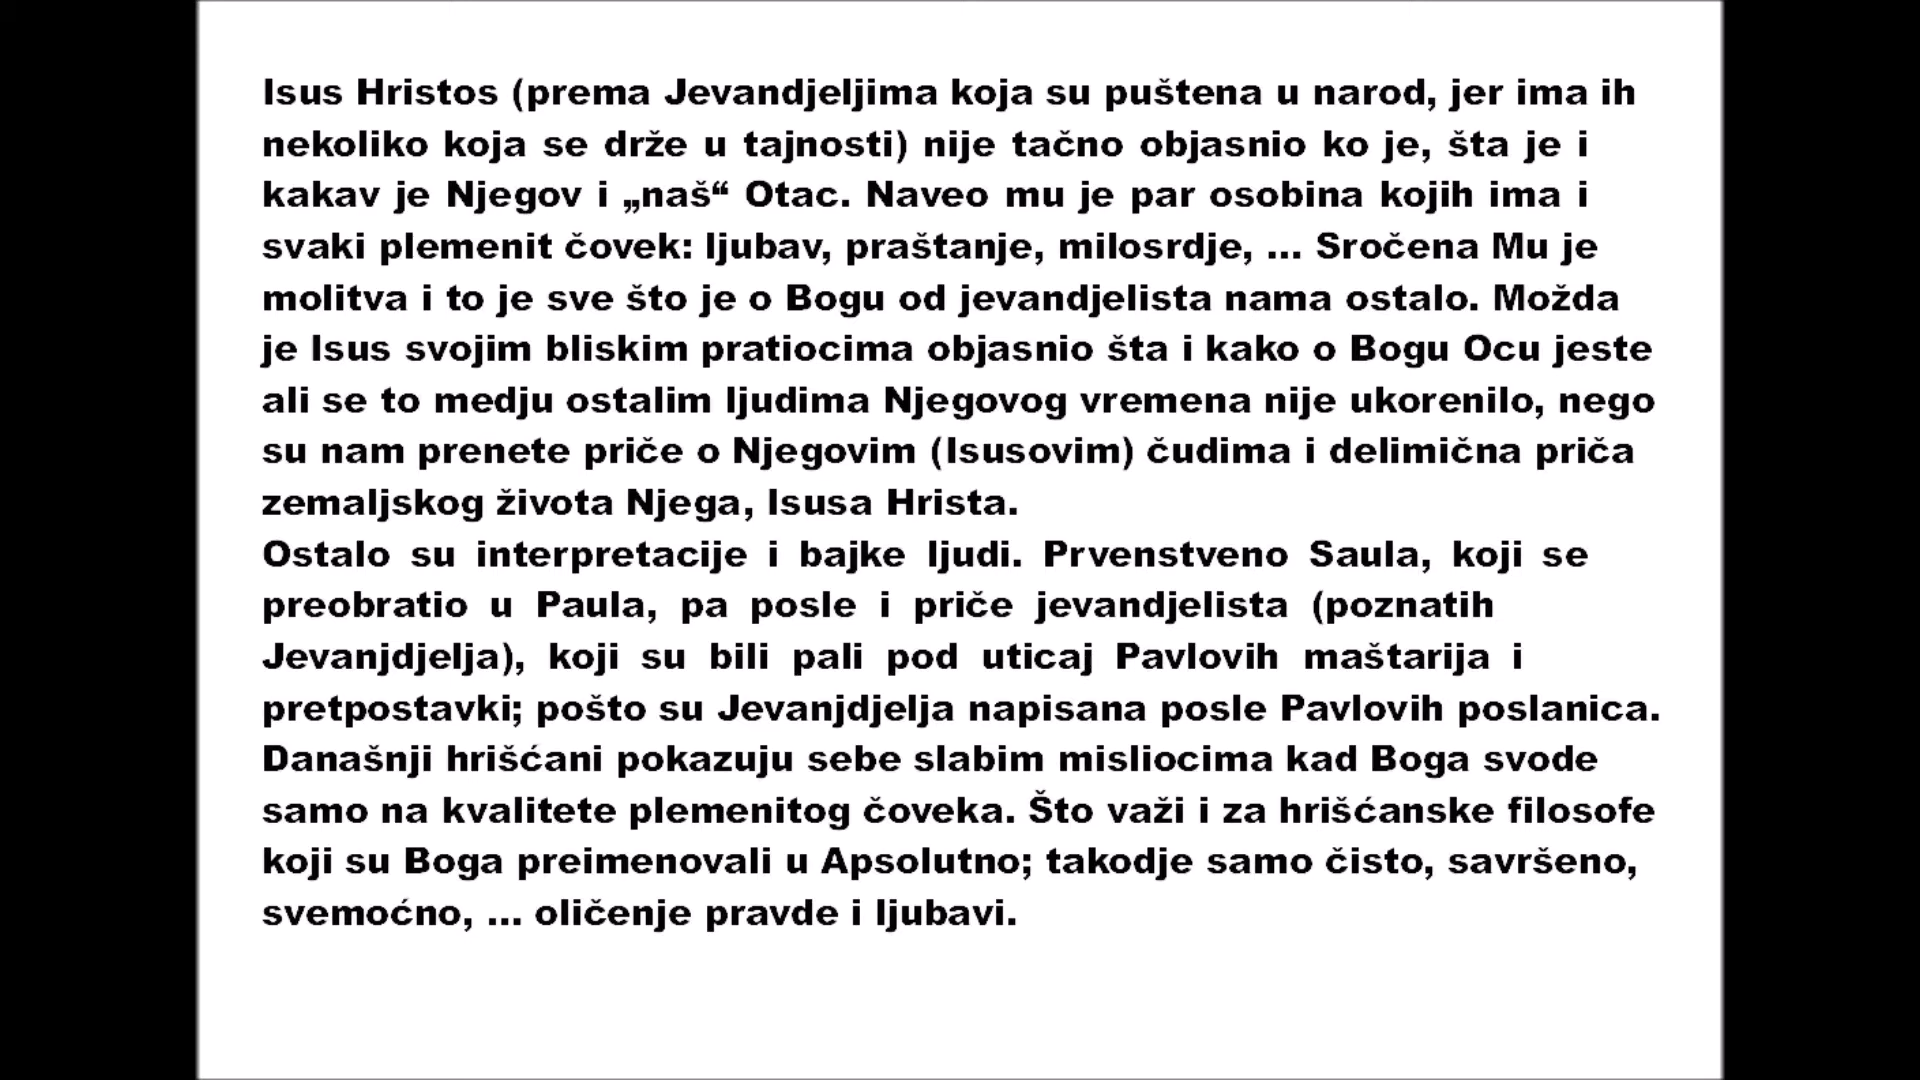 Isus Hristos (prema Jevandjeljima koja su puštena u narod, jer ima ih
nekoliko koja se drže u tajnosti) nije tačno objasnio ko je, šta je i
kakav je Njegov i „naš“ Otac. Naveo mu je par osobina kojih ima i
svaki plemenit čovek: ljubav, praštanje, milosrdje, ... Sročena Mu je
molitva i to je sve što je o Bogu od jevandjelista nama ostalo. Možda
je Isus svojim bliskim pratiocima objasnio šta i kako o Bogu Ocu jeste
ali se to medju ostalim ljudima Njegovog vremena nije ukorenilo, nego
su nam prenete priče o Njegovim (Isusovim) čudima i delimična priča
zemaljskog života Njega, Isusa Hrista.
Ostalo su interpretacije i bajke ljudi. Prvenstveno Saula, koji se
preobratio u Paula, pa posle i priče jevandjelista (poznatih
Jevanjdjelja), koji su bili pali pod uticaj Pavlovih maštarija i
pretpostavki; pošto su Jevanjdjelja napisana posle Pavlovih poslanica.
Današnji hrišćani pokazuju sebe slabim misliocima kad Boga svode
samo na kvalitete plemenitog čoveka. Što važi i za hrišćanske filosofe
koji su Boga preimenovali u Apsolutno; takodje samo čisto, savršeno,
svemoćno, ... oličenje pravde i ljubavi.